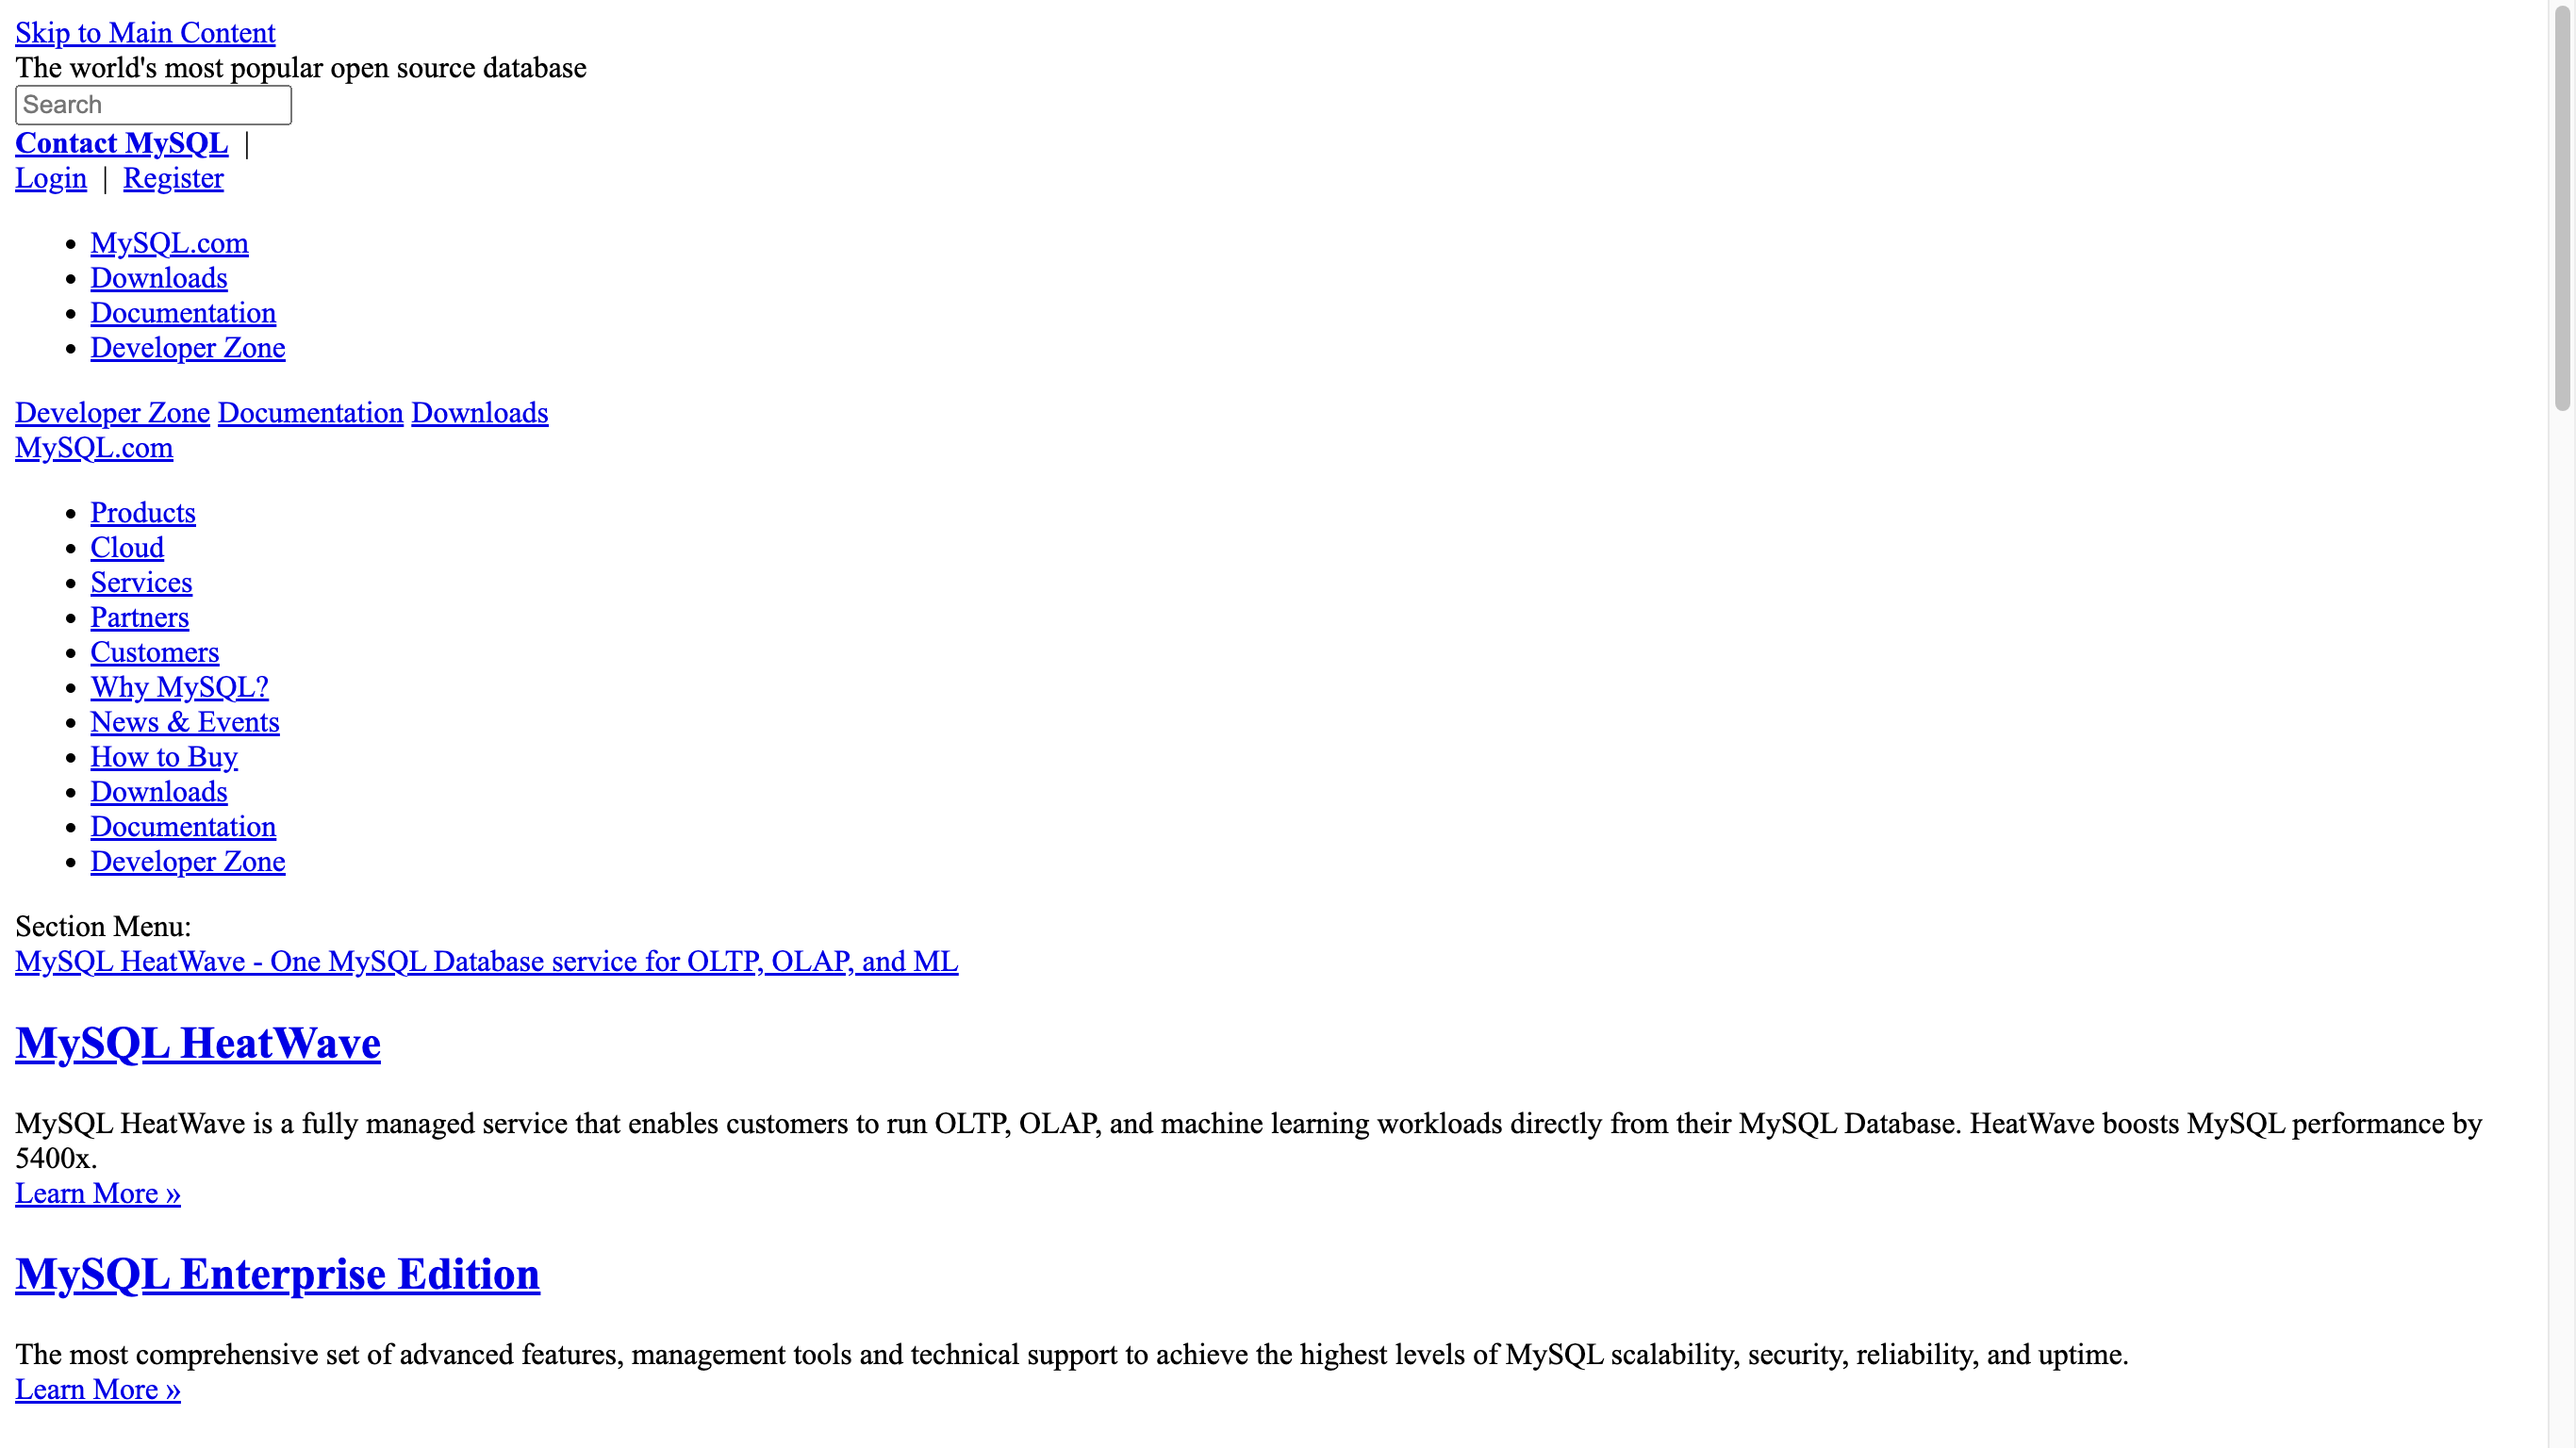 Skip to Main Content
The world's most popular open source database
Search
Contact MySQL |
Login | Register
MySQL.com
Downloads
Documentation
Developer Zone
Developer Zone Documentation Downloads
MySQL.com
Products
Cloud
Services
Partners
Customers
Why MySQL?
News & Events
How to Buy
Downloads
Documentation
Developer Zone
Section Menu:
MySQL HeatWave - One MySQL Database service for OLTP, OLAP, and ML
MySQL HeatWave
MySQL HeatWave is a fully managed service that enables customers to run OLTP, OLAP, and machine learning workloads directly from their MySQL Database. HeatWave boosts MySQL performance by
5400x.
Learn More »
MySQL Enterprise Edition
The most comprehensive set of advanced features, management tools and technical support to achieve the highest levels of MySQL scalability, security, reliability, and uptime.
Learn More »